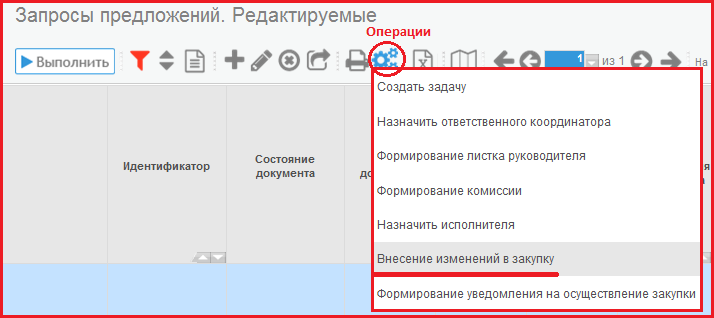 Запросы предложений. Редактируемые
Операции
Выполнить
1 из 1
На
Создать задачу
Назначить ответственного координатора
Формирование листка руководителя
Формирование комиссии
Назначить исполнителя
Внесение изменений в закупку
Формирование уведомления на осуществление закупки
Идентификатор
Состояние
документа